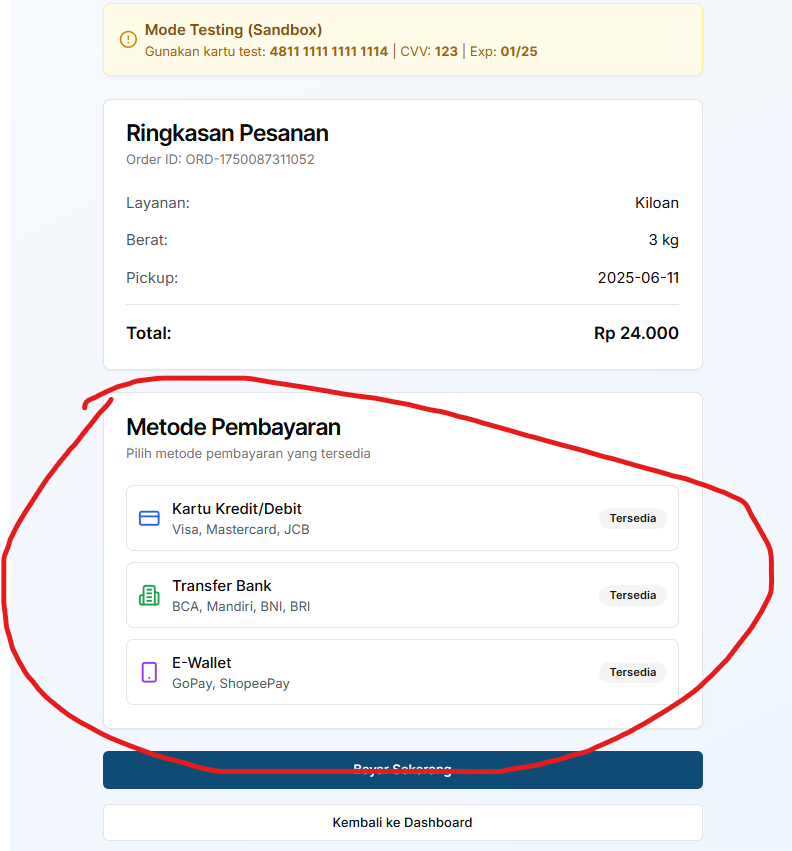 Mode Testing (Sandbox)
Gunakan kartu test: 4811 1111 1111 1114 | CVV: 123 | Exp: 01/25
Ringkasan Pesanan
Order ID: ORD-1750087311052
Layanan: Kiloan
Berat: 3 kg
Pickup: 2025-06-11
Total: Rp 24.000
Metode Pembayaran
Pilih metode pembayaran yang tersedia
Kartu Kredit/Debit
Visa, Mastercard, JCB
Tersedia
Transfer Bank
BCA, Mandiri, BNI, BRI
Tersedia
E-Wallet
GoPay, ShopeePay
Tersedia
Bayar Sekarang
Kembali ke Dashboard